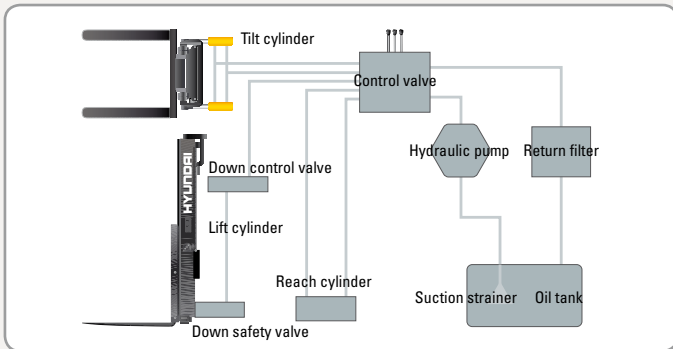 Tilt cylinder
Control valve
Hydraulic pump
Return filter
Down control valve
HYUNDAI
Lift cylinder
Reach cylinder
Suction strainer
Oil tank
Down safety valve